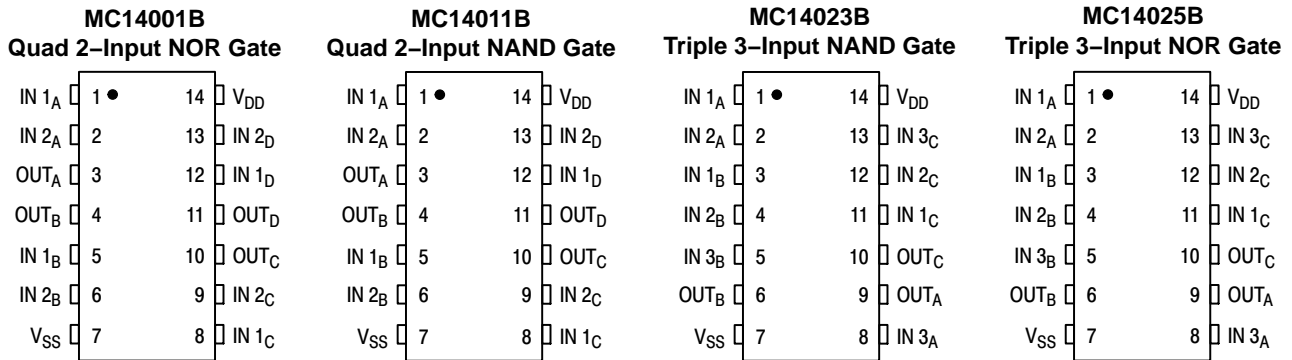 MC14001B
Quad 2–Input NOR Gate
IN 1A 1 14 VDD
IN 2A 2 13 IN 2D
OUTA 3 12 IN 1D
OUTB 4 11 OUTD
IN 1B 5 10 OUTC
IN 2B 6 9 IN 2C
VSS 7 8 IN 1C
MC14011B
Quad 2–Input NAND Gate
IN 1A 1 14 VDD
IN 2A 2 13 IN 2D
OUTA 3 12 IN 1D
OUTB 4 11 OUTD
IN 1B 5 10 OUTC
IN 2B 6 9 IN 2C
VSS 7 8 IN 1C
MC14023B
Triple 3–Input NAND Gate
IN 1A 1 14 VDD
IN 2A 2 13 IN 3C
IN 1B 3 12 IN 2C
IN 2B 4 11 IN 1C
IN 3B 5 10 OUTC
OUTB 6 9 OUTA
VSS 7 8 IN 3A
MC14025B
Triple 3–Input NOR Gate
IN 1A 1 14 VDD
IN 2A 2 13 IN 3C
IN 1B 3 12 IN 2C
IN 2B 4 11 IN 1C
IN 3B 5 10 OUTC
OUTB 6 9 OUTA
VSS 7 8 IN 3A